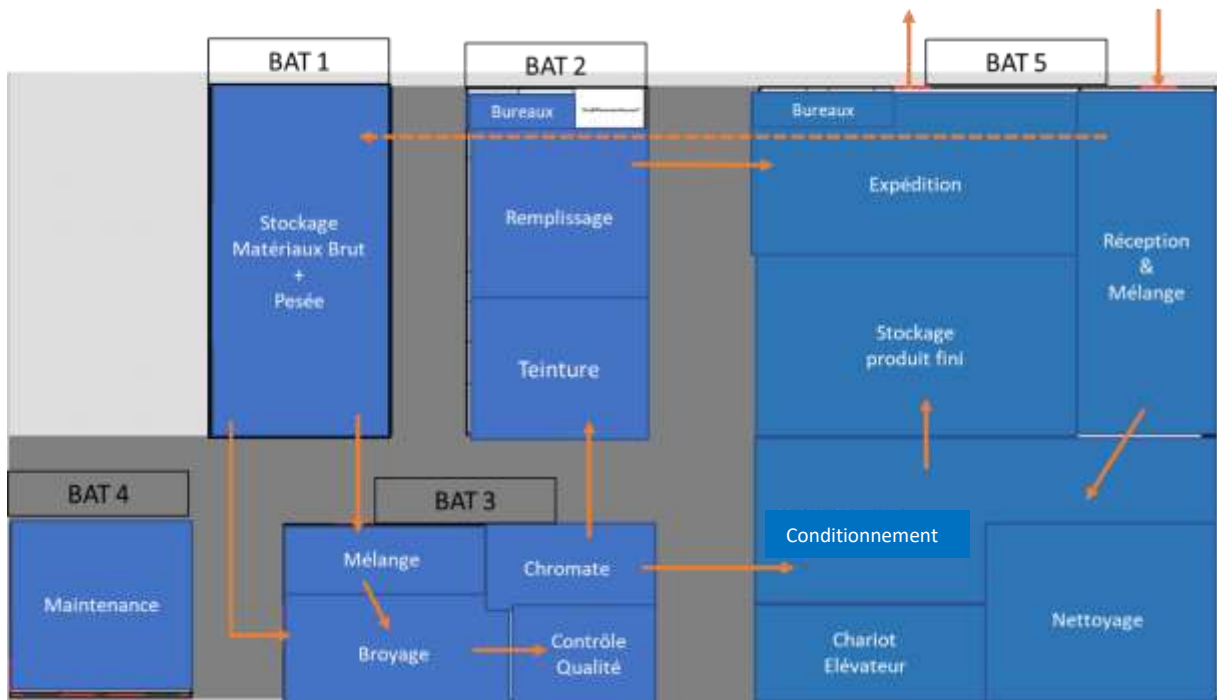 BAT 1
BAT 2
BAT 5
Bureaux
Bureaux
Stockage
Matériaux Brut
+
Pesée
Remplissage
Expédition
Réception
&
Mélange
Teinture
Stockage
produit fini
BAT 4
BAT 3
Maintenance
Mélange
Chromate
Conditionnement
Broyage
Contrôle
Qualité
Chariot
Elévateur
Nettoyage